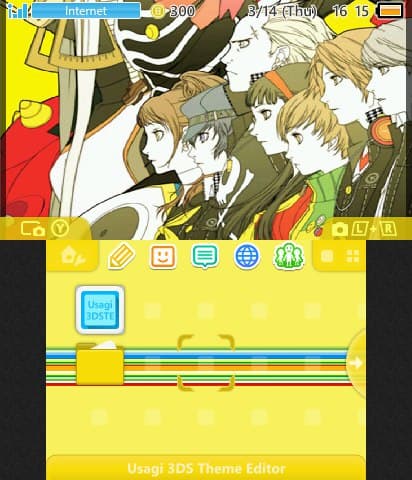 Internet
300
3/14 (Thu)
16 15
Y
L+R
Usagi
3DSTE
Usagi 3DS Theme Editor